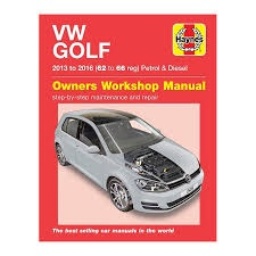 VW
GOLF
Haynes
2013 to 2016 (62 to 66 reg) Petrol & Diesel
Owners Workshop Manual
step-by-step maintenance and repair
The best selling car manuals in the world